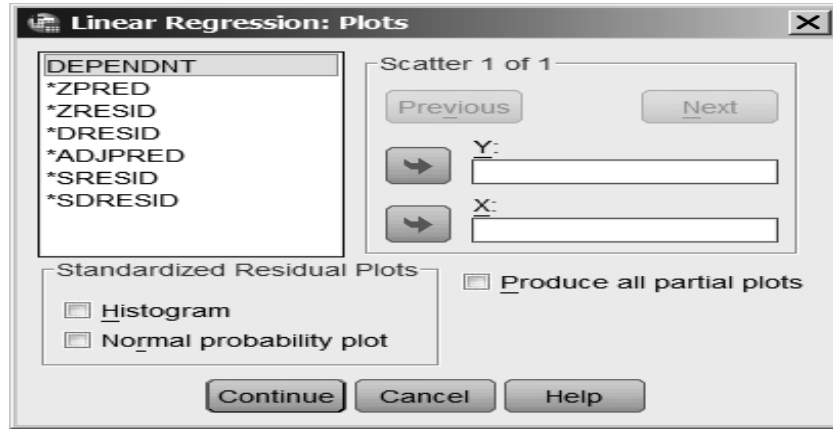 Linear Regression: Plots
DEPENDNT
*ZPRED
*ZRESID
*DRESID
*ADJPRED
*SRESID
*SDRESID
Scatter 1 of 1
Previous
Next
Y:
X:
Standardized Residual Plots
Histogram
Normal probability plot
Produce all partial plots
Continue
Cancel
Help